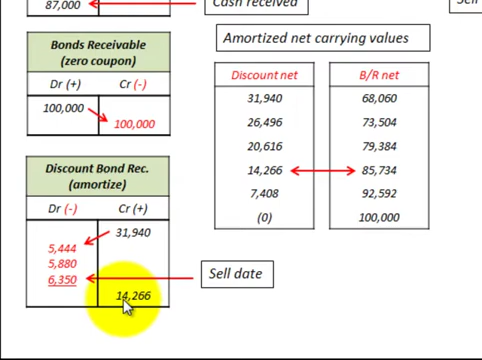 87,000
Cash received
Bonds Receivable
(zero coupon)
Dr (+) Cr (-)
100,000
100,000
Discount Bond Rec.
(amortize)
Dr (-) Cr (+)
31,940
5,444
5,880
6,350
14,266
Sell date
Amortized net carrying values
Discount net B/R net
31,940 68,060
26,496 73,504
20,616 79,384
14,266 85,734
7,408 92,592
(0) 100,000
Sell